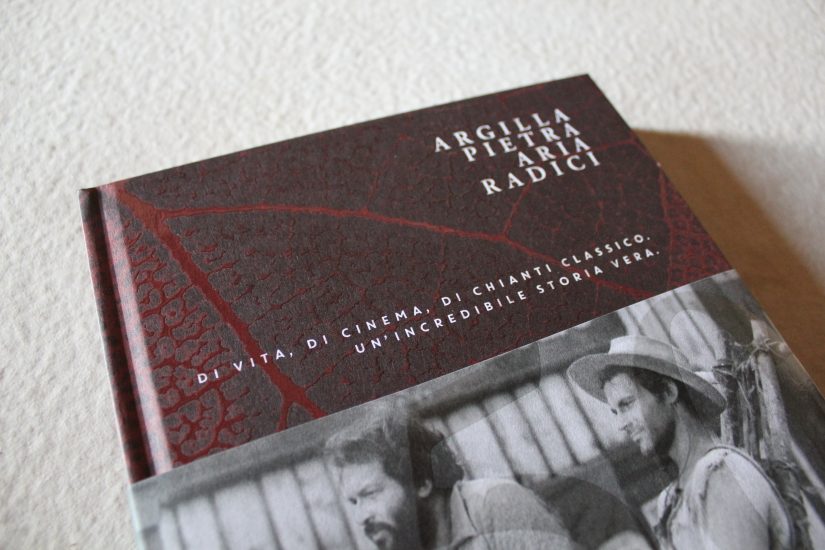 ARGILLA
PIETRA
ARIA
RADICI
DI VITA, DI CINEMA, DI CHIANTI CLASSICO.
UN'INCREDIBILE STORIA VERA.